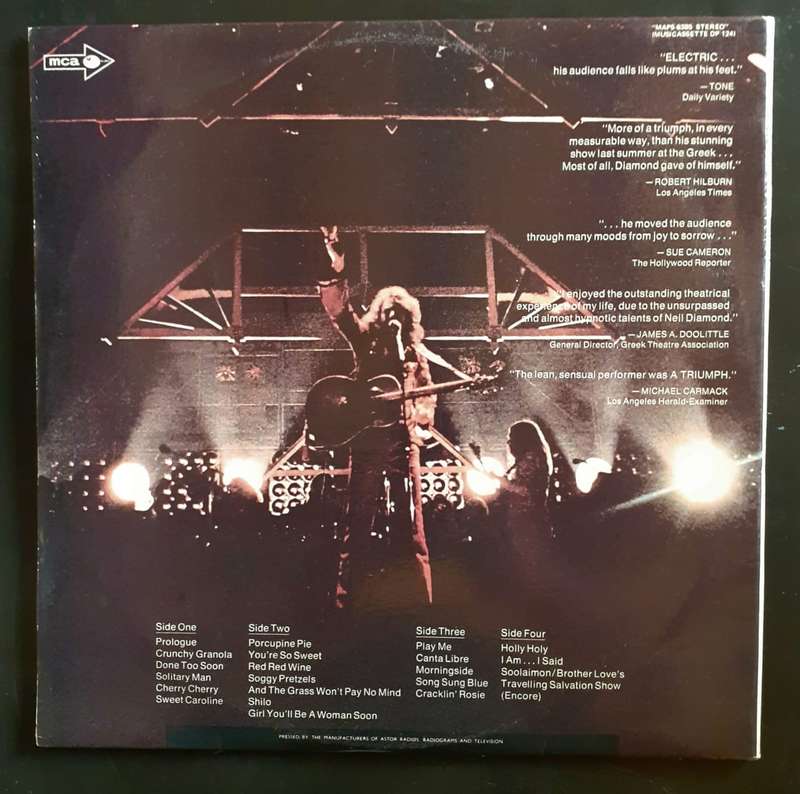 mca
"MAPS-6385 STEREO"
(MUSICASSETTE DP 124)
"ELECTRIC ...
his audience falls like plums at his feet."
— TONE
Daily Variety
"More of a triumph, in every
measurable way, than his stunning
show last summer at the Greek ...
Most of all, Diamond gave of himself."
— ROBERT HILBURN
Los Angeles Times
"... he moved the audience
through many moods from joy to sorrow ..."
— SUE CAMERON
The Hollywood Reporter
"I enjoyed the outstanding theatrical
experience of my life, due to the unsurpassed
and almost hypnotic talents of Neil Diamond."
— JAMES A. DOOLITTLE
General Director, Greek Theatre Association
"The lean, sensual performer was A TRIUMPH."
— MICHAEL CARMACK
Los Angeles Herald-Examiner
Side One
Prologue
Crunchy Granola
Done Too Soon
Solitary Man
Cherry Cherry
Sweet Caroline
Side Two
Porcupine Pie
You're So Sweet
Red Red Wine
Soggy Pretzels
And The Grass Won't Pay No Mind
Shilo
Girl You'll Be A Woman Soon
Side Three
Play Me
Canta Libre
Morningside
Song Sung Blue
Cracklin' Rosie
Side Four
Holly Holy
I Am ... I Said
Soolaimon/Brother Love's
Travelling Salvation Show
(Encore)
PRESSED BY THE MANUFACTURERS OF ASTOR RADIOS, RADIOGRAMS AND TELEVISION